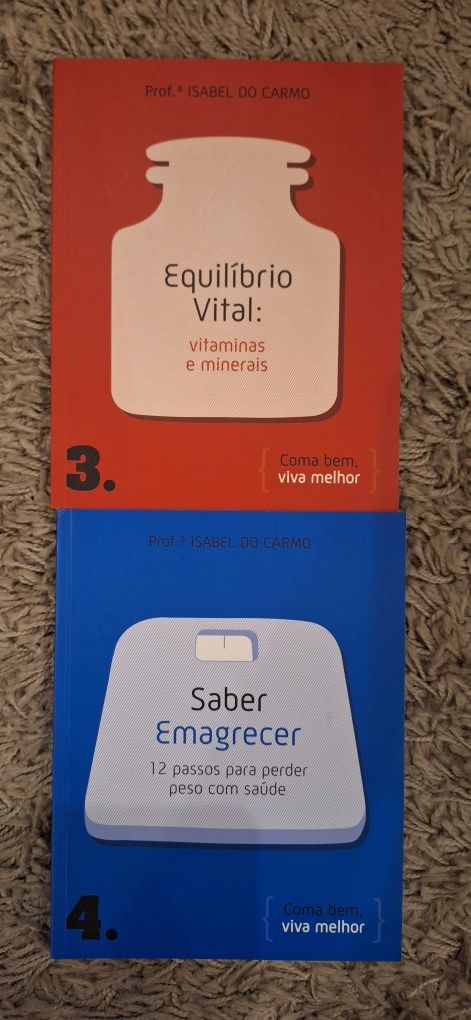 Prof.ª ISABEL DO CARMO
Equilíbrio
Vital:
vitaminas
e minerais
3.
{ Coma bem,
viva melhor }
Prof.ª ISABEL DO CARMO
Saber
Emagrecer
12 passos para perder
peso com saúde
4.
{ Coma bem,
viva melhor }